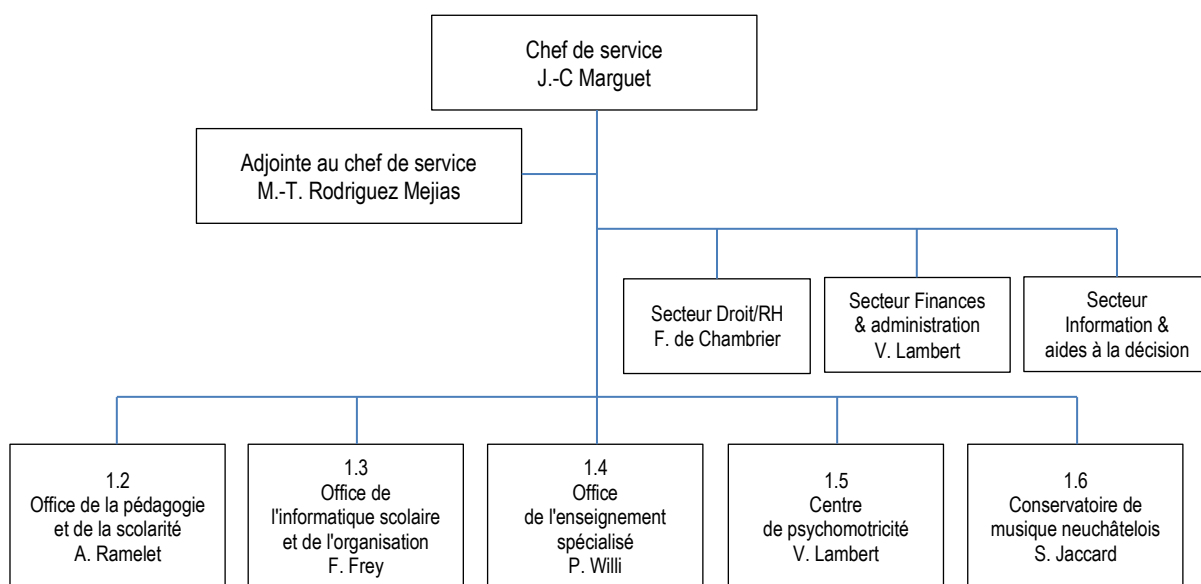 Chef de service
J.-C Marguet
Adjointe au chef de service
M.-T. Rodriguez Mejias
Secteur Droit/RH
F. de Chambrier
Secteur Finances
& administration
V. Lambert
Secteur
Information &
aides à la décision
1.2
Office de la pédagogie
et de la scolarité
A. Ramelet
1.3
Office de
l'informatique scolaire
et de l'organisation
F. Frey
1.4
Office
de l'enseignement
spécialisé
P. Willi
1.5
Centre
de psychomotricité
V. Lambert
1.6
Conservatoire de
musique neuchâtelois
S. Jaccard